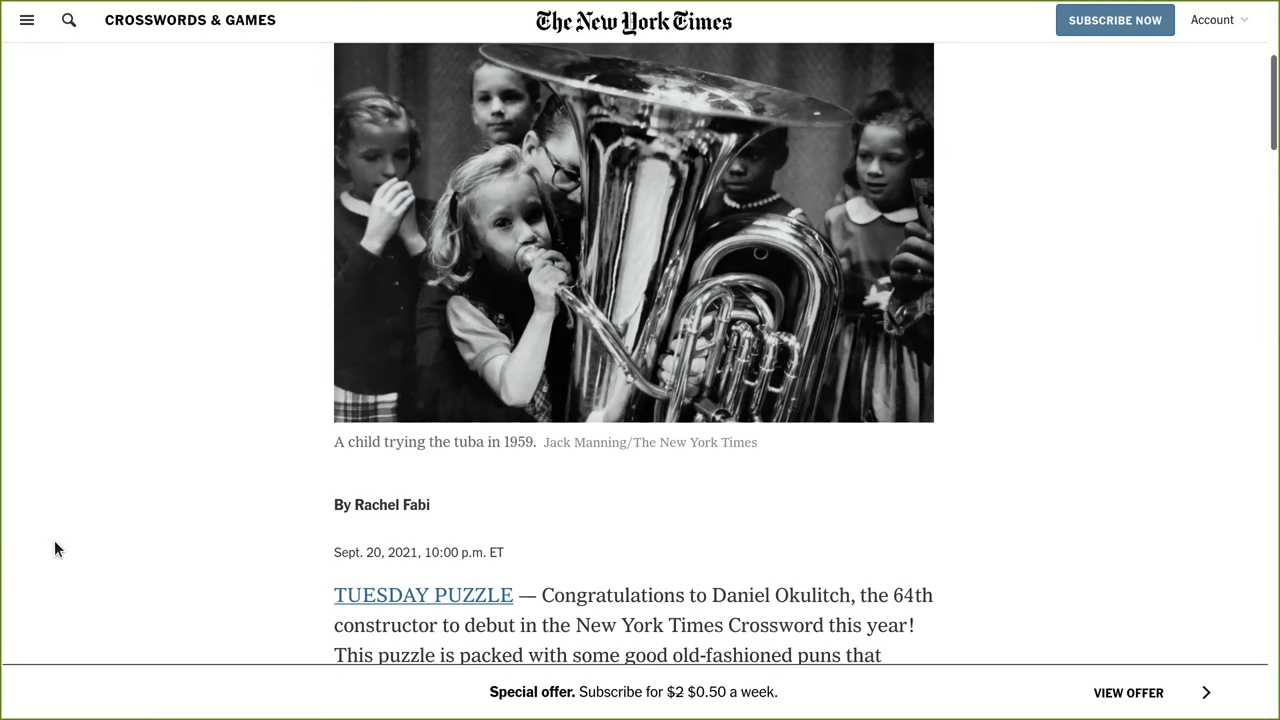 CROSSWORDS & GAMES
The New York Times
SUBSCRIBE NOW
Account
A child trying the tuba in 1959. Jack Manning/The New York Times
By Rachel Fabi
Sept. 20, 2021, 10:00 p.m. ET
TUESDAY PUZZLE — Congratulations to Daniel Okulitch, the 64th
constructor to debut in the New York Times Crossword this year!
This puzzle is packed with some good old-fashioned puns that
Special offer. Subscribe for $2 $0.50 a week.
VIEW OFFER